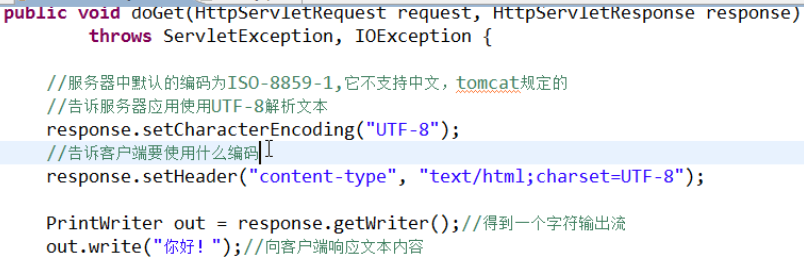 public void doGet(HttpServletRequest request, HttpServletResponse response)
throws ServletException, IOException {
//服务器中默认的编码为ISO-8859-1,它不支持中文，tomcat规定的
//告诉服务器应用使用UTF-8解析文本
response.setCharacterEncoding("UTF-8");
//告诉客户端要使用什么编码
response.setHeader("content-type", "text/html;charset=UTF-8");
PrintWriter out = response.getWriter();//得到一个字符输出流
out.write("你好！");//向客户端响应文本内容